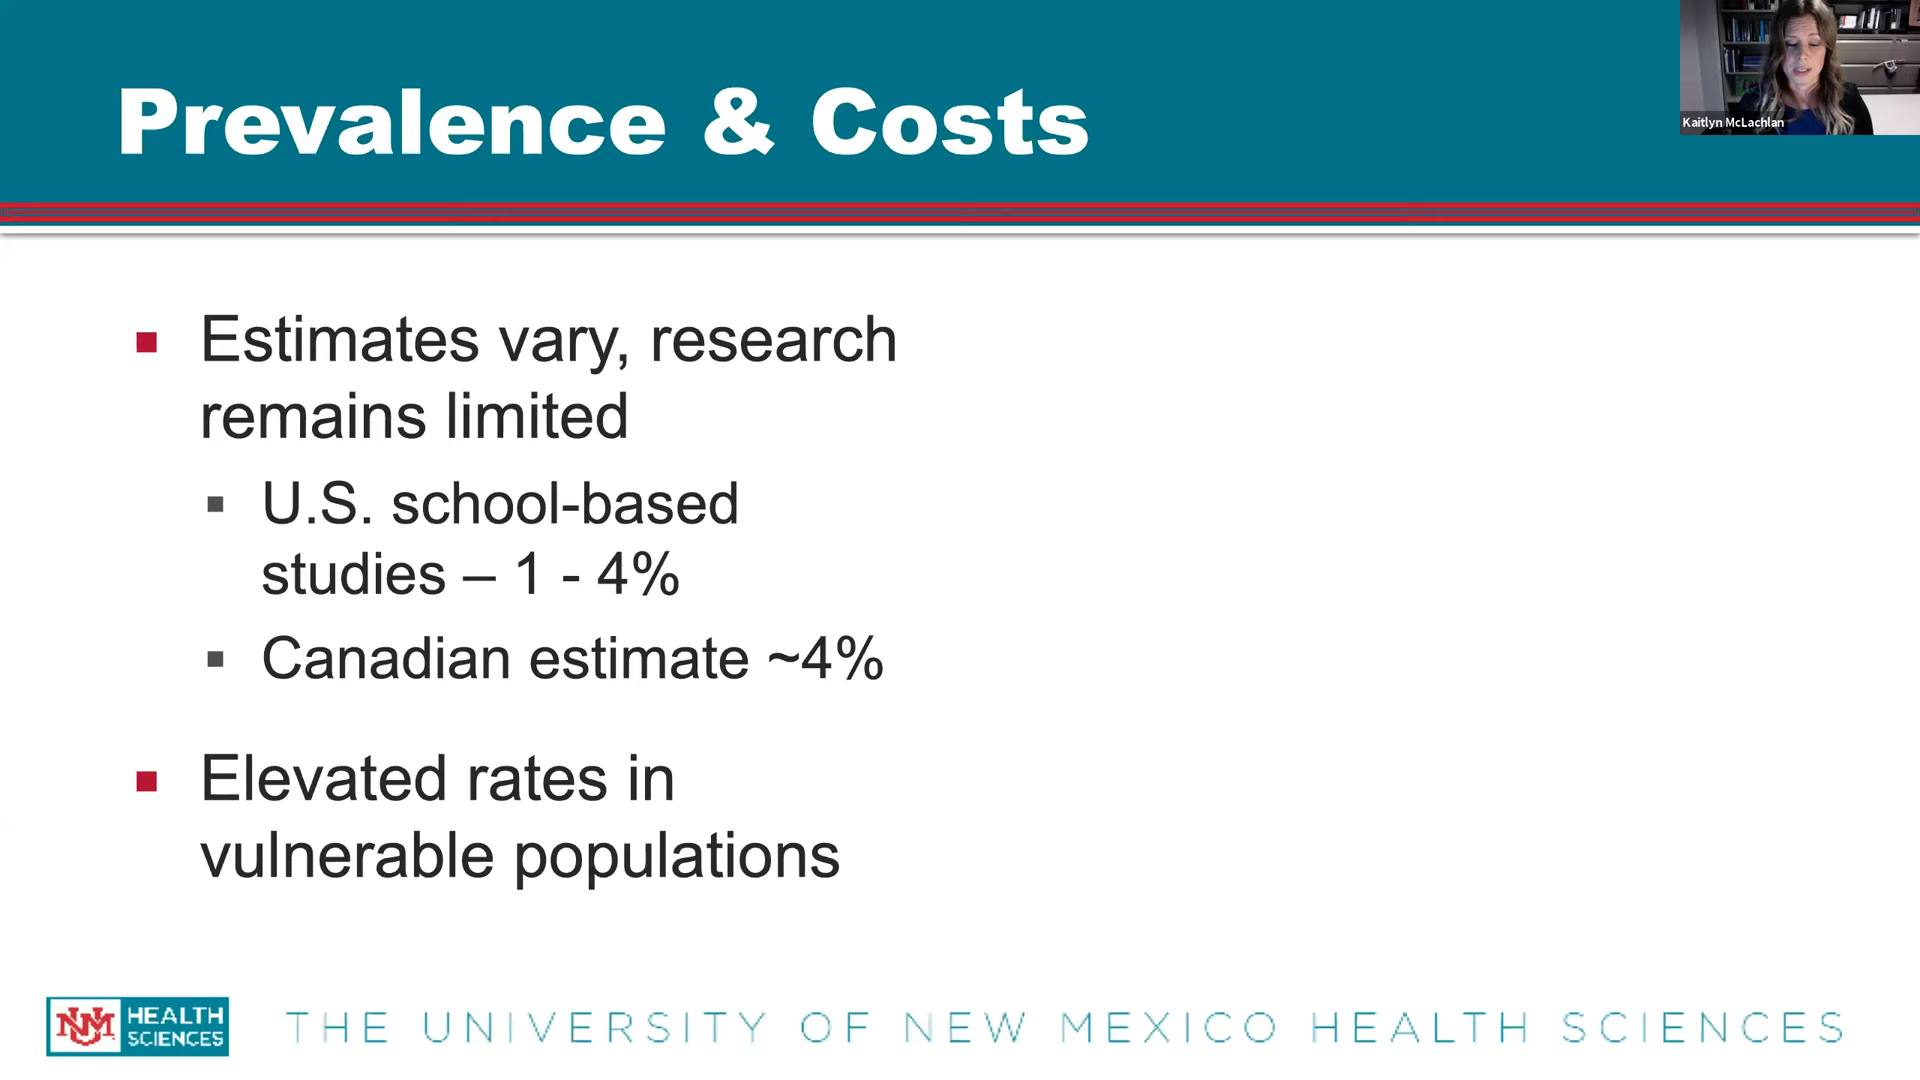 Prevalence & Costs
Kaitlyn McLachlan
Estimates vary, research
remains limited
U.S. school-based
studies – 1 - 4%
Canadian estimate ~4%
Elevated rates in
vulnerable populations
UNM HEALTH
SCIENCES
THE UNIVERSITY OF NEW MEXICO HEALTH SCIENCES